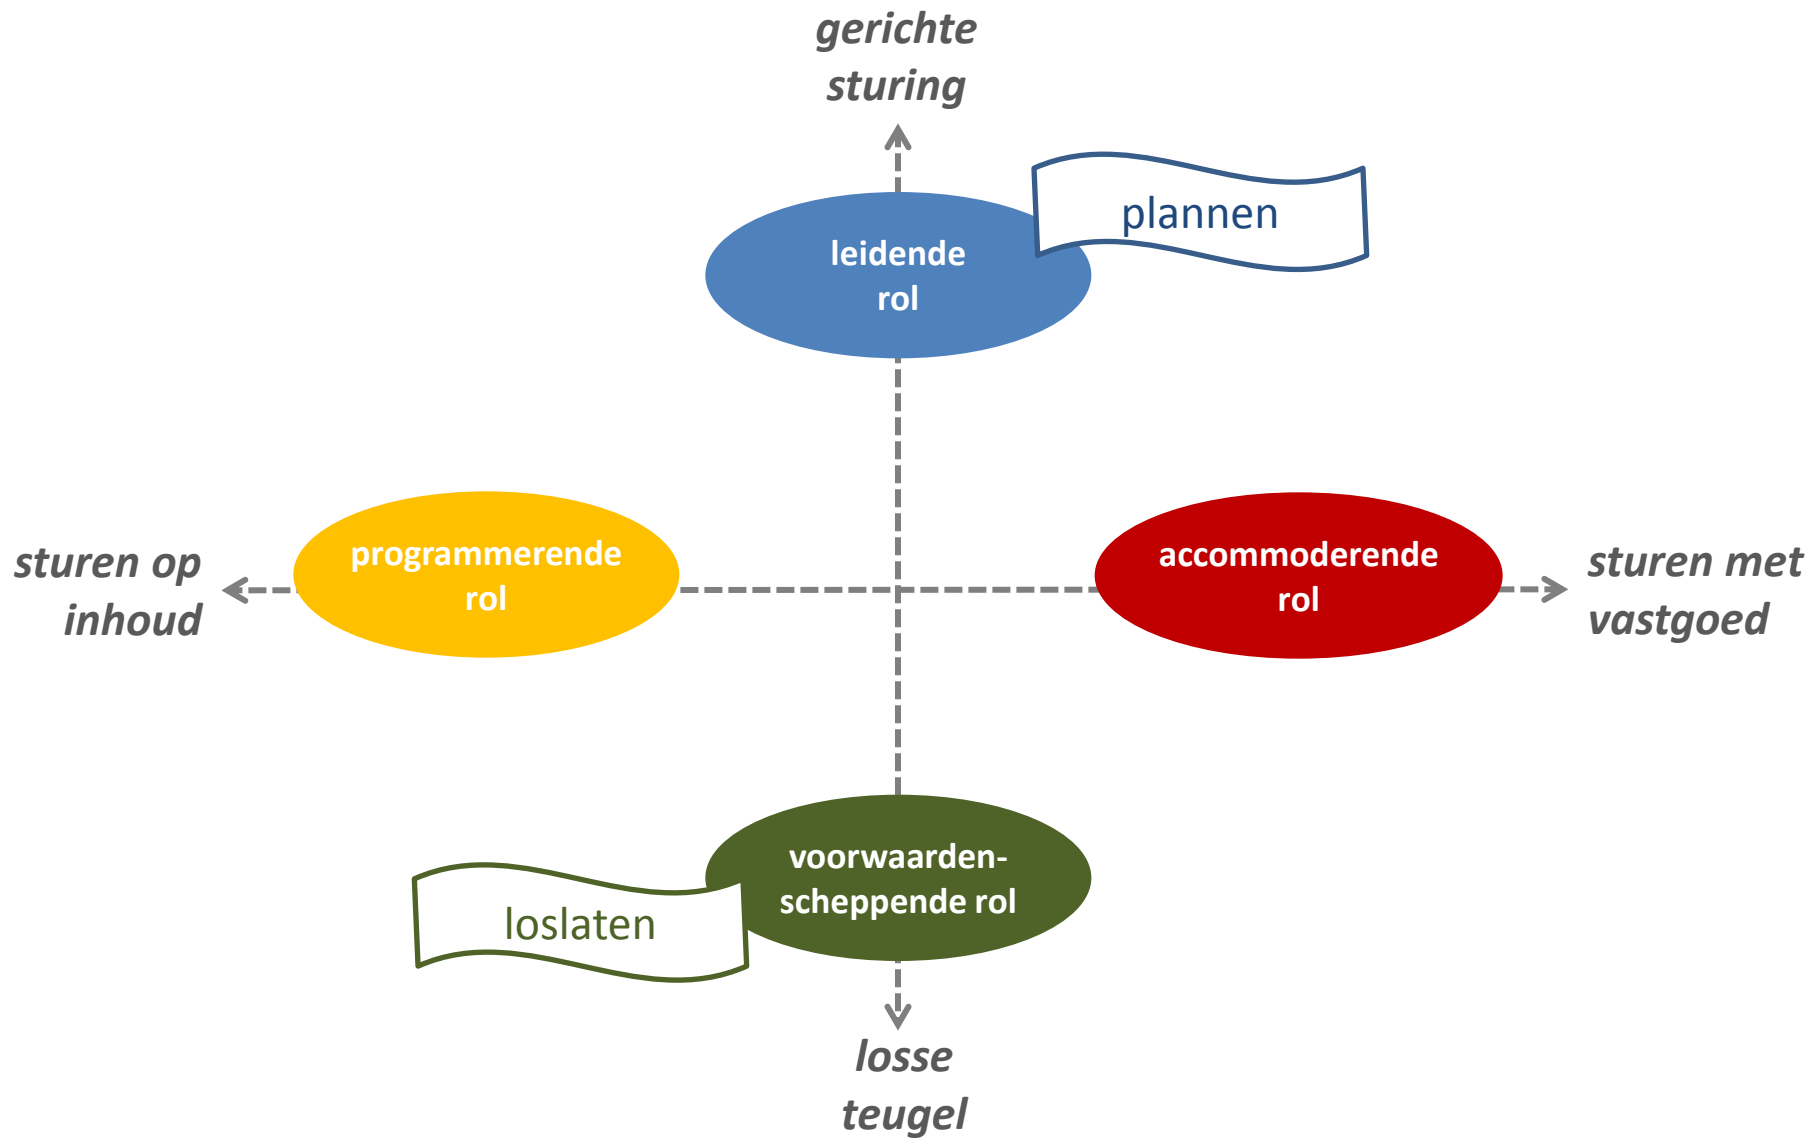 gerichte
sturing
plannen
leidende
rol
sturen op
inhoud
programmerende
rol
accommoderende
rol
sturen met
vastgoed
voorwaarden-
scheppende rol
loslaten
losse
teugel